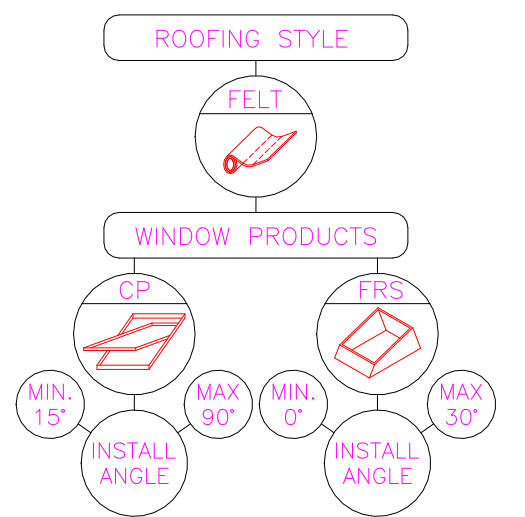 ROOFING STYLE
FELT
WINDOW PRODUCTS
CP
FRS
MIN.
15°
MAX
90°
INSTALL
ANGLE
MIN.
0°
MAX
30°
INSTALL
ANGLE